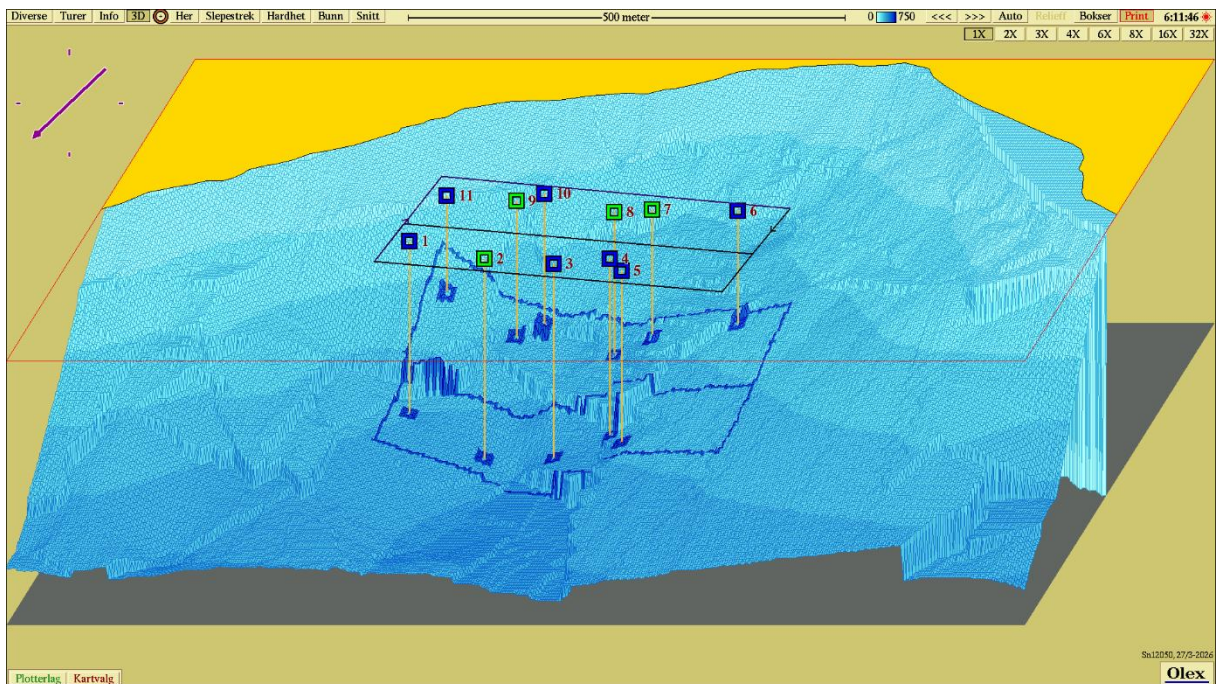 Diverse Turer Info 3D Her Slepestrek Hardhet Bunn Snitt 500 meter 0 750 <<< >>> Auto Relieff Bokser Print 6:11:46
1X 2X 3X 4X 6X 8X 16X 32X
11 9 10 8 7 6
1 2 3 4 5
Sn12050, 27/3-2026
Plotterlag Kartvalg Olex